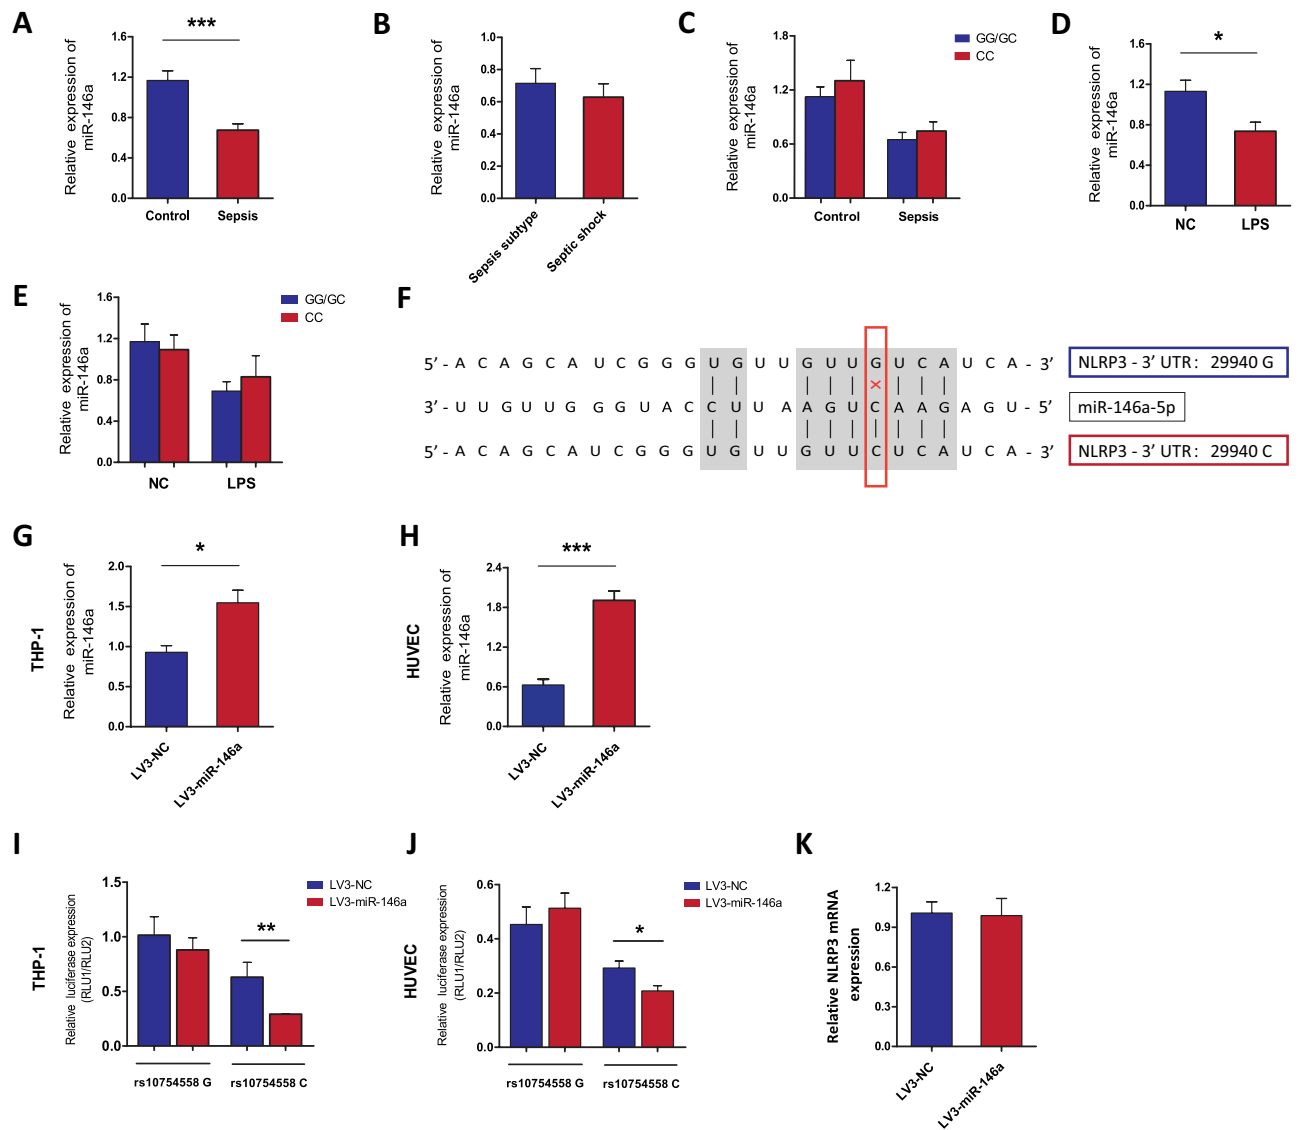 A
***
Relative expression of
miR-146a
1.6
1.2
0.8
0.4
0.0
Control Sepsis
B
Relative expression of
miR-146a
1.0
0.8
0.6
0.4
0.2
0.0
Sepsis subtype
Septic shock
C
Relative expression of
miR-146a
1.8
1.2
0.6
0.0
Control Sepsis
GG/GC
CC
D
*
Relative expression of
miR-146a
1.6
1.2
0.8
0.4
0.0
NC LPS
E
Relative expression of
miR-146a
1.6
1.2
0.8
0.4
0.0
NC LPS
GG/GC
CC
F
5’ - A C A G C A U C G G G U G U U G U U G U C A U C A - 3’
NLRP3 - 3’ UTR : 29940 G
x
3’ - U U G U U G G G U A C C U U A A G U C A A G A G U - 5’
miR-146a-5p
5’ - A C A G C A U C G G G U G U U G U U C U C A U C A - 3’
NLRP3 - 3’ UTR : 29940 C
G
*
THP-1
Relative expression of
miR-146a
2.0
1.5
1.0
0.5
0.0
LV3-NC
LV3-miR-146a
H
***
HUVEC
Relative expression of
miR-146a
2.4
1.8
1.2
0.6
0.0
LV3-NC
LV3-miR-146a
I
THP-1
Relative luciferase expression
(RLU1/RLU2)
1.5
1.0
0.5
0.0
**
LV3-NC
LV3-miR-146a
rs10754558 G rs10754558 C
J
HUVEC
Relative luciferase expression
(RLU1/RLU2)
0.6
0.4
0.2
0.0
*
LV3-NC
LV3-miR-146a
rs10754558 G rs10754558 C
K
Relative NLRP3 mRNA
expression
1.2
0.9
0.6
0.3
0.0
LV3-NC
LV3-miR-146a